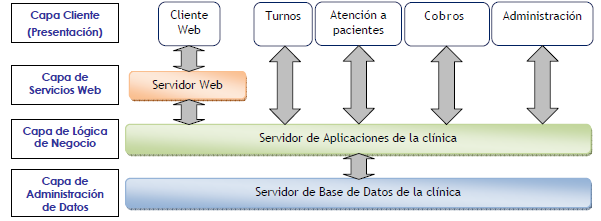 Capa Cliente
(Presentación)
Cliente
Web
Turnos
Atención a
pacientes
Cobros
Administración
Capa de
Servicios Web
Servidor Web
Capa de Lógica
de Negocio
Servidor de Aplicaciones de la clínica
Capa de
Administración
de Datos
Servidor de Base de Datos de la clínica